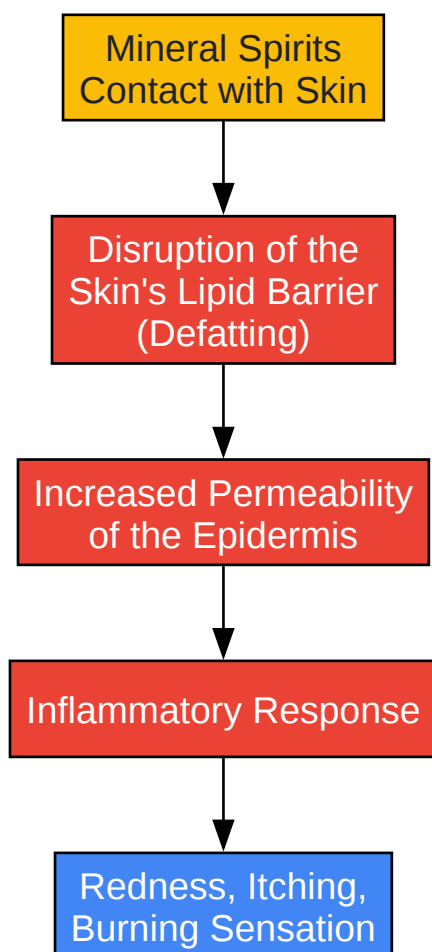 Mineral Spirits
Contact with Skin
Disruption of the
Skin's Lipid Barrier
(Defatting)
Increased Permeability
of the Epidermis
Inflammatory Response
Redness, Itching,
Burning Sensation